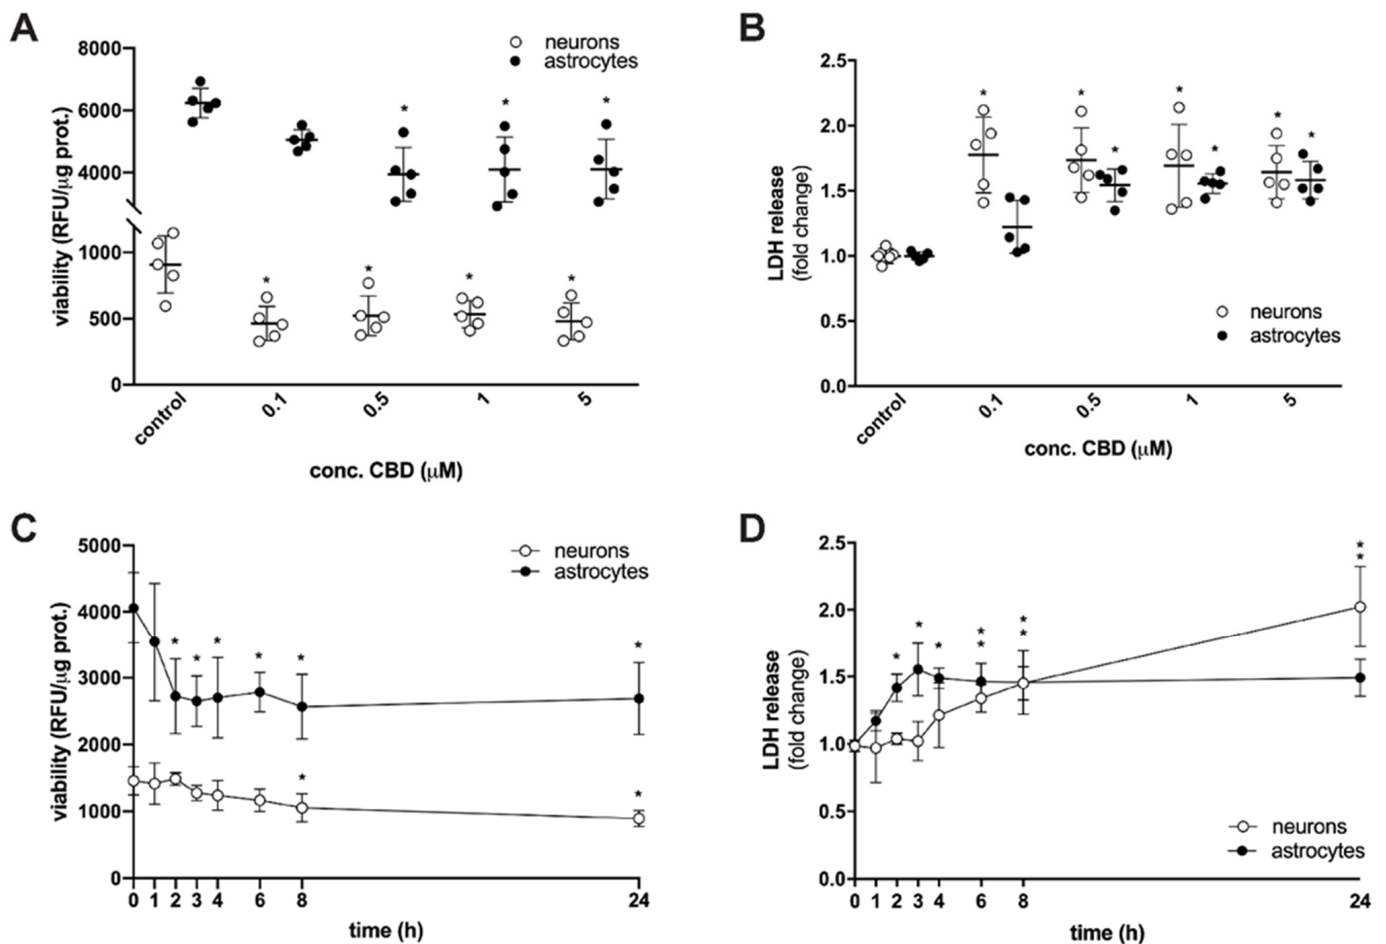 A
8000
6000
4000
1000
500
0
viability (RFU/μg prot.)
neurons
astrocytes
* * *
* * * *
control 0.1 0.5 1 5
conc. CBD (μM)
B
2.5
2.0
1.5
1.0
0.5
0.0
LDH release
(fold change)
* * * * * * *
neurons
astrocytes
control 0.1 0.5 1 5
conc. CBD (μM)
C
5000
4000
3000
2000
1000
0
viability (RFU/μg prot.)
neurons
astrocytes
* * * * * *
* *
0 1 2 3 4 6 8 24
time (h)
D
2.5
2.0
1.5
1.0
0.5
0.0
LDH release
(fold change)
* * * * * * * * *
neurons
astrocytes
0 1 2 3 4 6 8 24
time (h)